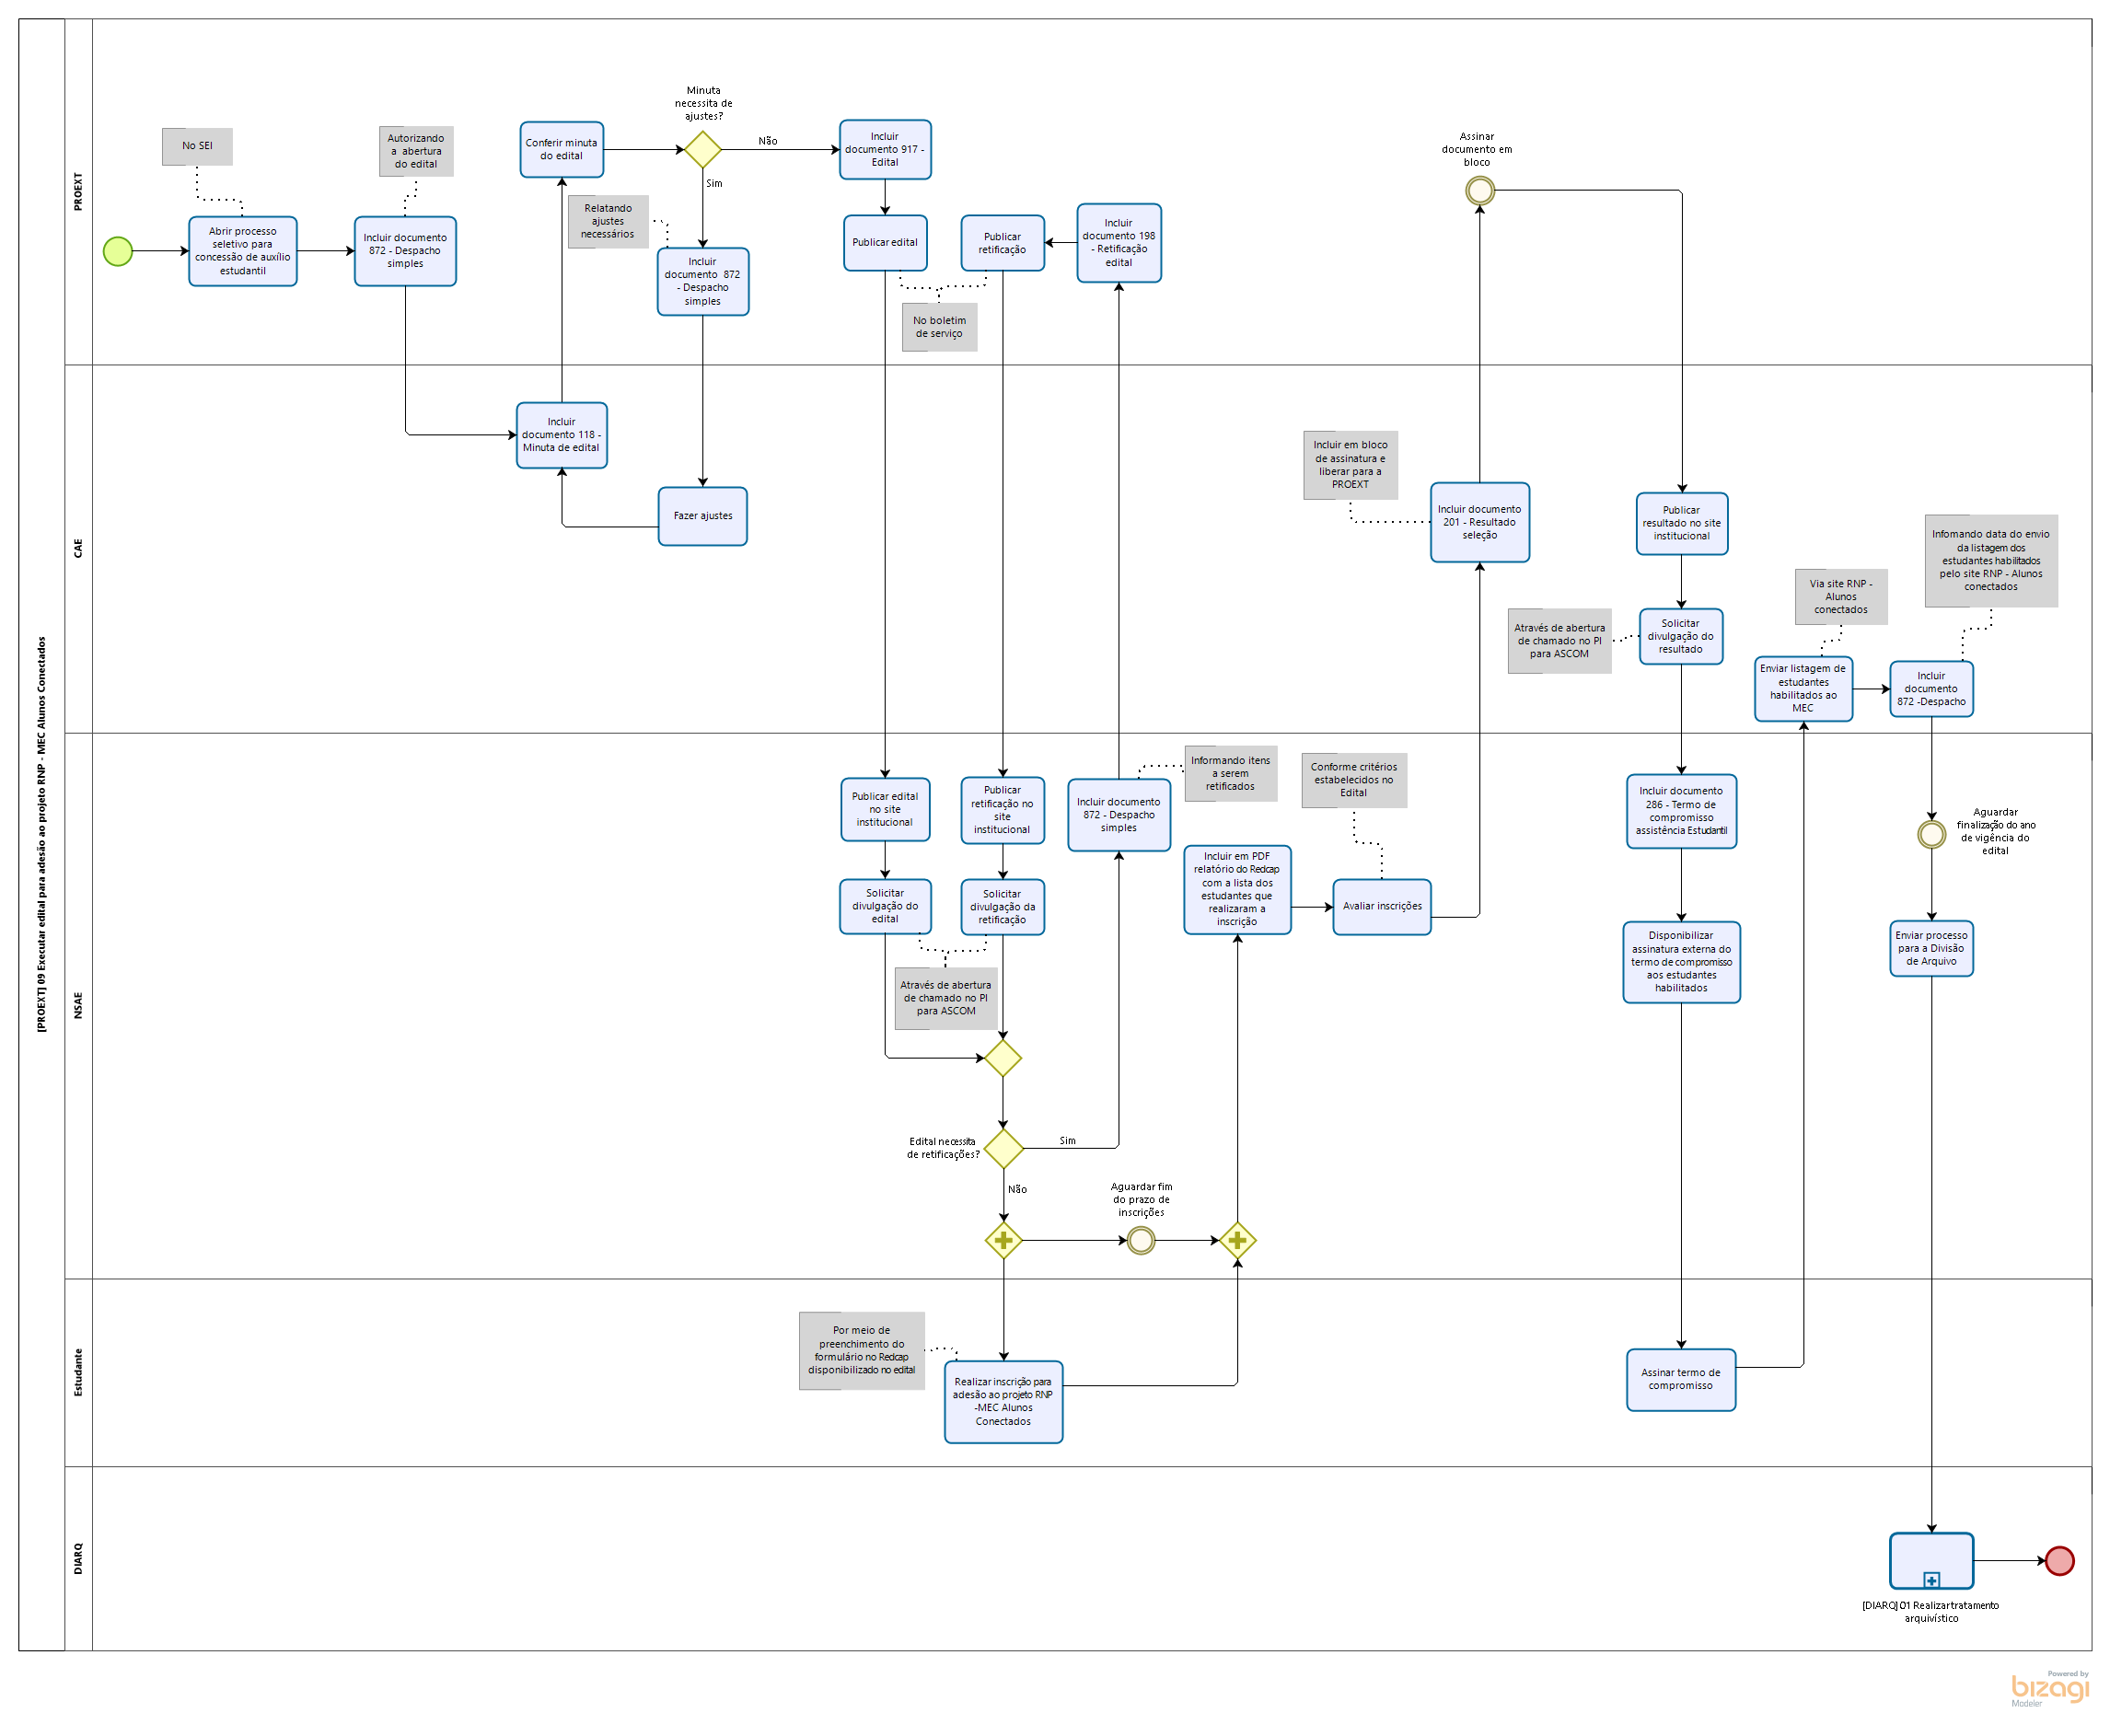 [PROEXT] 09 Executar edital para adesão ao projeto RNP - MEC Alunos Conectados
PROEXT
No SEI
Abrir processo
seletivo para
concessão de auxílio
estudantil
Autorizando
a abertura
do edital
Incluir documento
872 - Despacho
simples
Conferir minuta
do edital
Minuta
necessita de
ajustes?
Não
Sim
Relatando
ajustes
necessários
Incluir
documento 872
- Despacho
simples
Incluir
documento 917 -
Edital
Publicar edital
Publicar
retificação
Incluir
documento 198
- Retificação
edital
No boletim
de serviço
Assinar
documento em
bloco
CAE
Incluir
documento 118 -
Minuta de edital
Fazer ajustes
Incluir em bloco
de assinatura e
liberar para a
PROEXT
Incluir documento
201 - Resultado
seleção
Publicar
resultado no site
institucional
Através de abertura
de chamado no PI
para ASCOM
Solicitar
divulgação do
resultado
Via site RNP -
Alunos
conectados
Enviar listagem de
estudantes
habilitados ao
MEC
Infomando data do envio
da listagem dos
estudantes habilitados
pelo site RNP - Alunos
conectados
Incluir
documento
872 -Despacho
NSAE
Publicar edital
no site
institucional
Publicar
retificação no
site
institucional
Solicitar
divulgação do
edital
Solicitar
divulgação da
retificação
Através de abertura
de chamado no PI
para ASCOM
Incluir documento
872 - Despacho
simples
Informando itens
a serem
retificados
Edital necessita
de retificações?
Sim
Não
Aguardar fim
do prazo de
inscrições
Incluir em PDF
relatório do Redcap
com a lista dos
estudantes que
realizaram a
inscrição
Conforme critérios
estabelecidos no
Edital
Avaliar inscrições
Incluir documento
286 - Termo de
compromisso
assistência Estudantil
Disponibilizar
assinatura externa do
termo de compromisso
aos estudantes
habilitados
Aguardar
finalização do ano
de vigência do
edital
Enviar processo
para a Divisão
de Arquivo
Estudante
Por meio de
preenchimento do
formulário no Redcap
disponibilizado no edital
Realizar inscrição para
adesão ao projeto RNP
-MEC Alunos
Conectados
Assinar termo de
compromisso
DIARQ
[DIARQ] 01 Realizar tratamento
arquivístico
Powered by
bizagi
Modeler